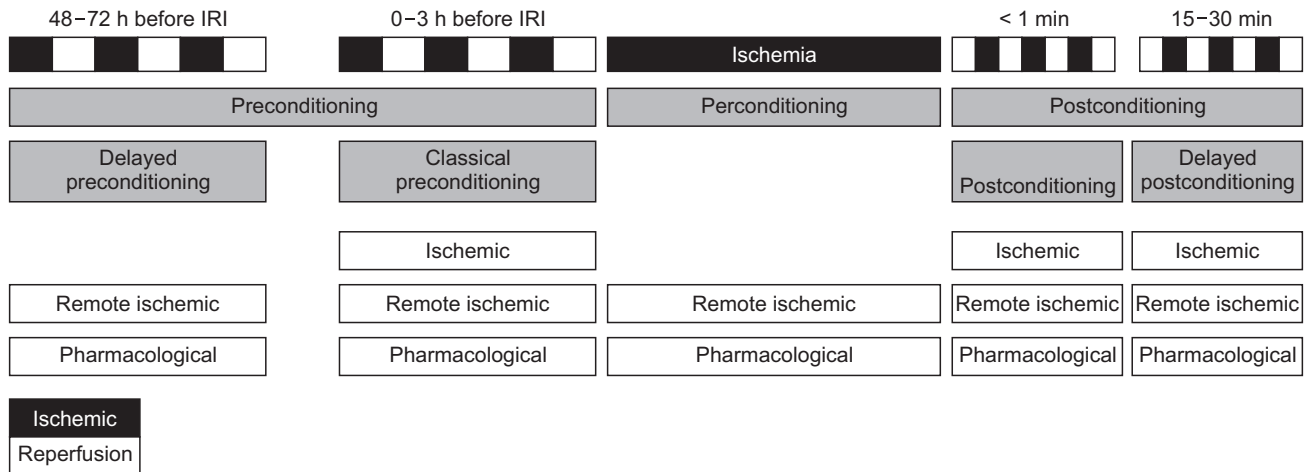 48−72 h before IRI
0−3 h before IRI
< 1 min
15−30 min
Ischemia
Preconditioning
Perconditioning
Postconditioning
Delayed
preconditioning
Classical
preconditioning
Postconditioning
Delayed
postconditioning
Ischemic
Ischemic
Ischemic
Remote ischemic
Remote ischemic
Remote ischemic
Remote ischemic
Remote ischemic
Pharmacological
Pharmacological
Pharmacological
Pharmacological
Pharmacological
Ischemic
Reperfusion